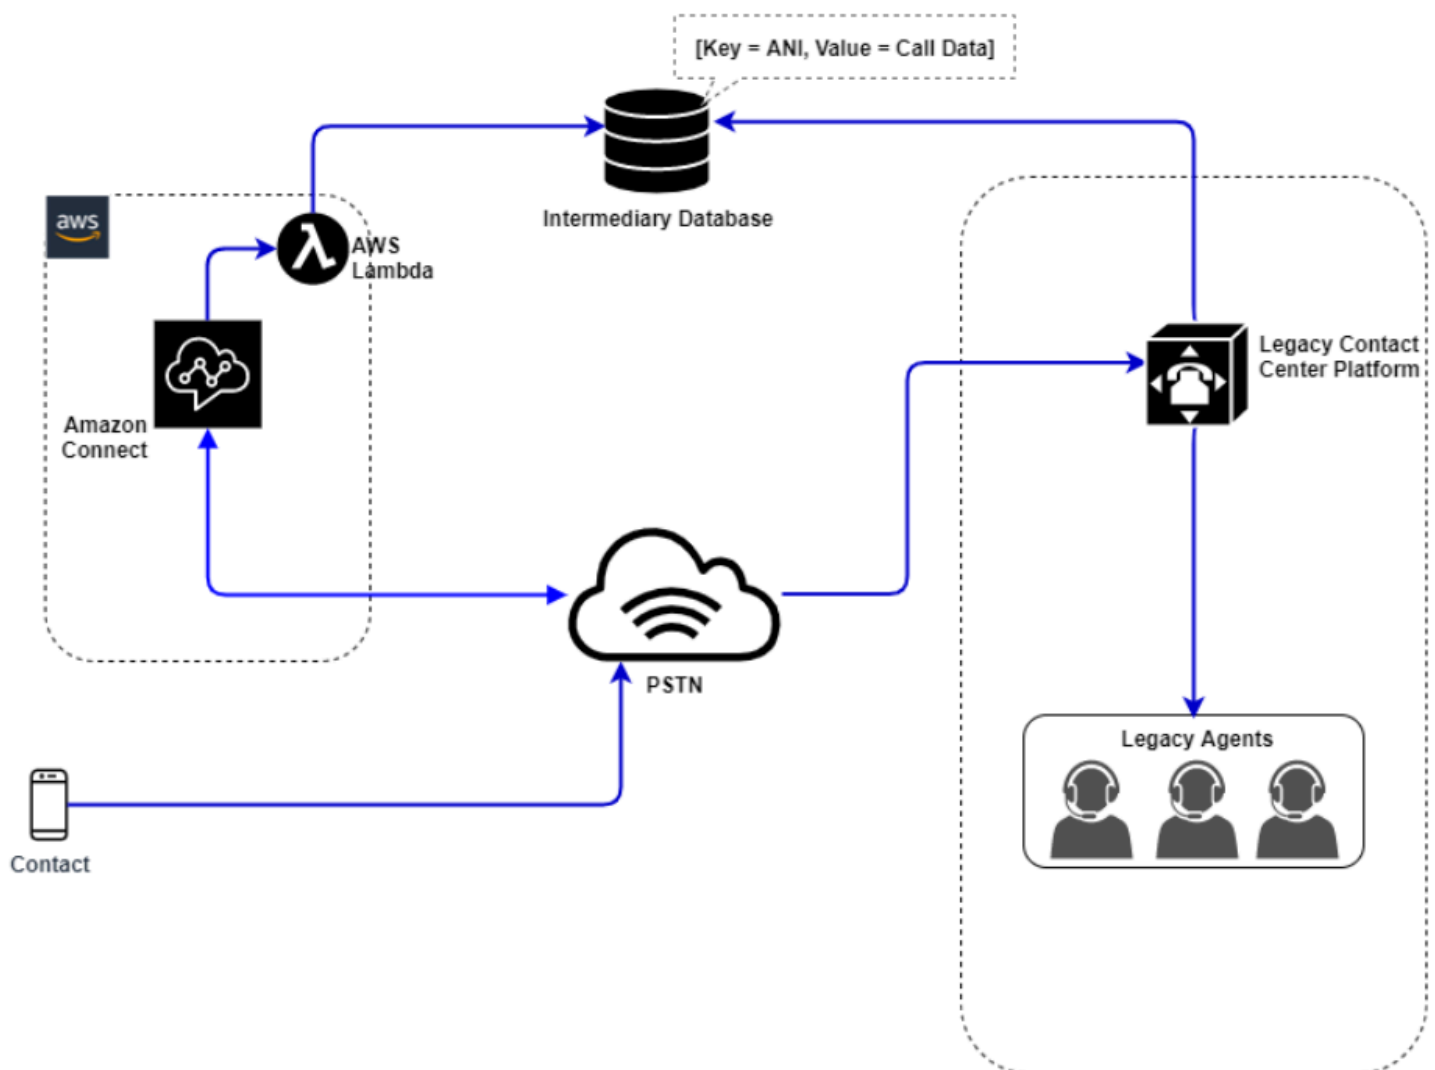 [Key = ANI, Value = Call Data]
Intermediary Database
aws
AWS
Lambda
Amazon
Connect
Legacy Contact
Center Platform
PSTN
Legacy Agents
Contact